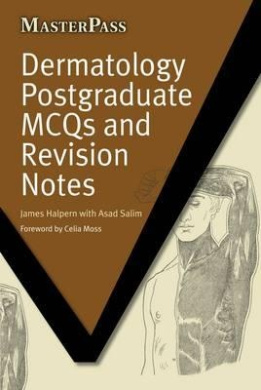 MASTERPASS
Dermatology
Postgraduate
MCQs and
Revision
Notes
James Halpern with Asad Salim
Foreword by Celia Moss